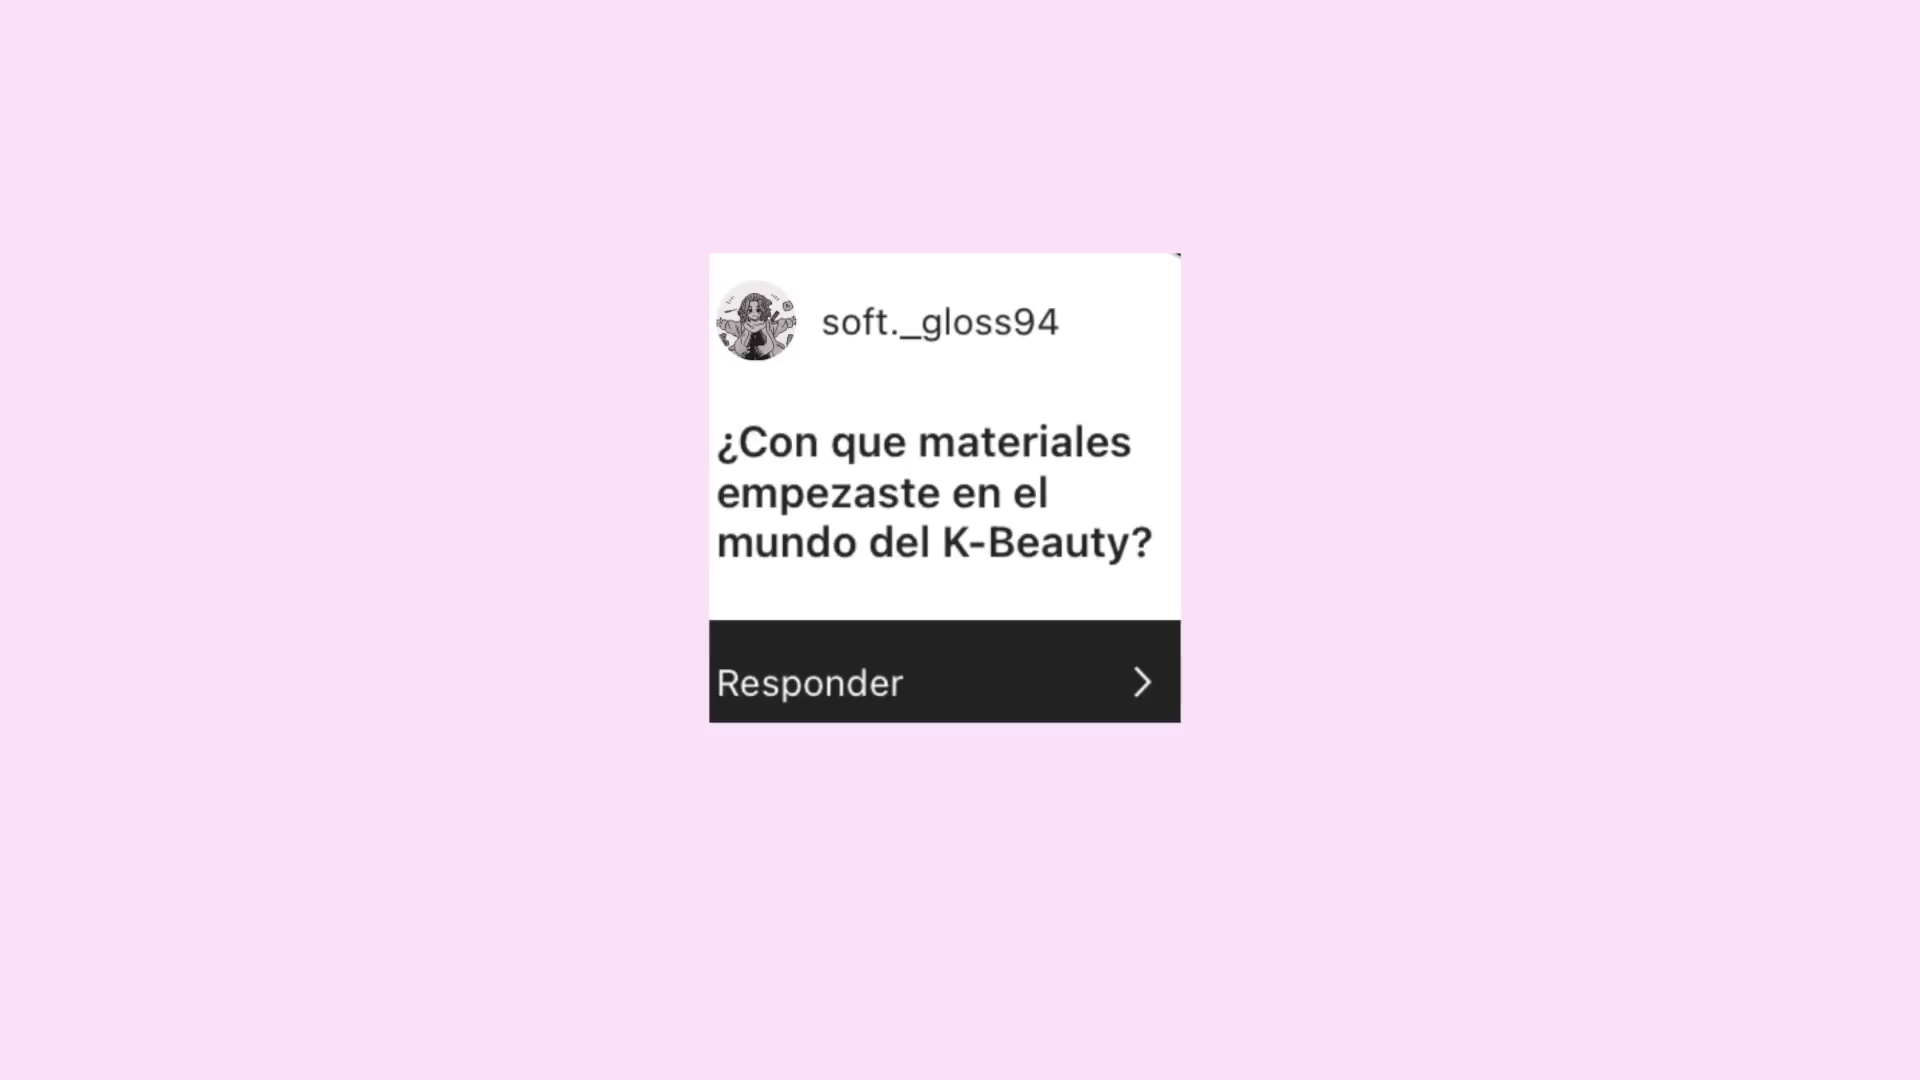 soft._gloss94
¿Con que materiales
empezaste en el
mundo del K-Beauty?
Responder